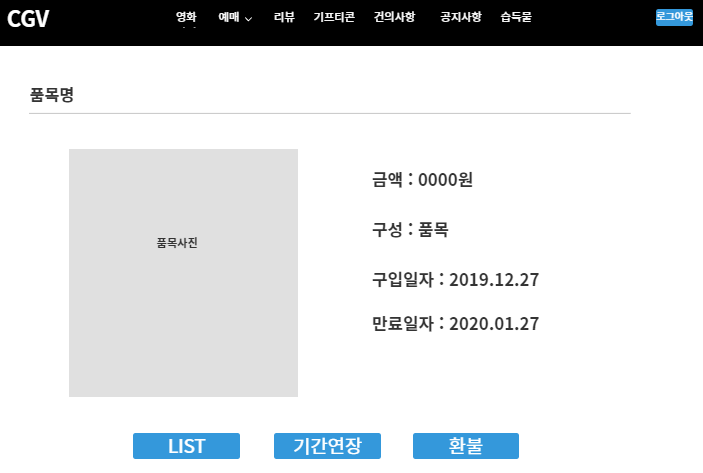 CGV 영화 예매 리뷰 기프티콘 건의사항 공지사항 습득물 로그아웃
품목명
품목사진
금액 : 0000원
구성 : 품목
구입일자 : 2019.12.27
만료일자 : 2020.01.27
LIST 기간연장 환불